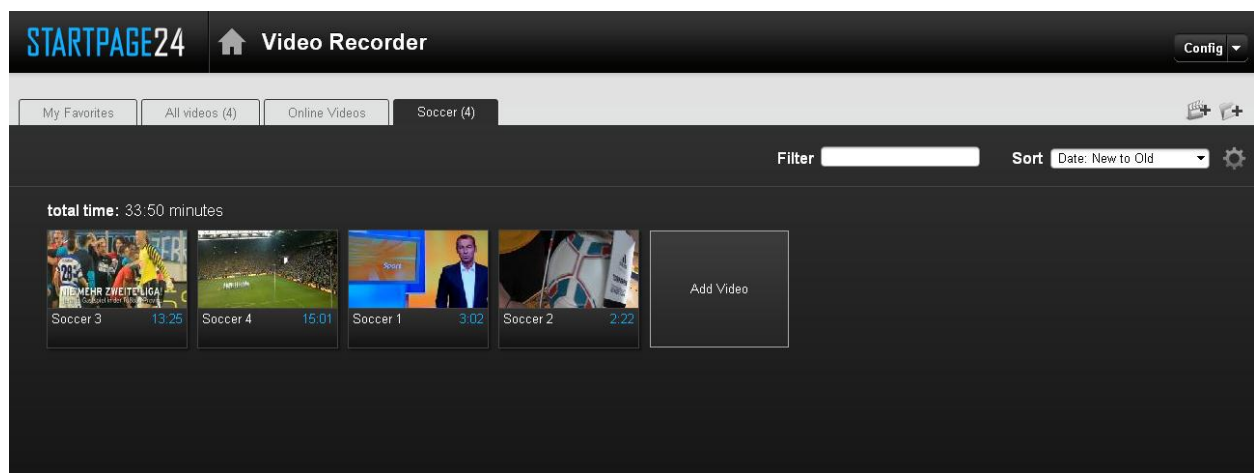 STARTPAGE24 Video Recorder Config
My Favorites All videos (4) Online Videos Soccer (4)
Filter Sort Date: New to Old
total time: 33:50 minutes
NIE MEHR ZWEITE LIGA!
Sport
Add Video
Soccer 3 13:25 Soccer 4 15:01 Soccer 1 3:02 Soccer 2 2:22